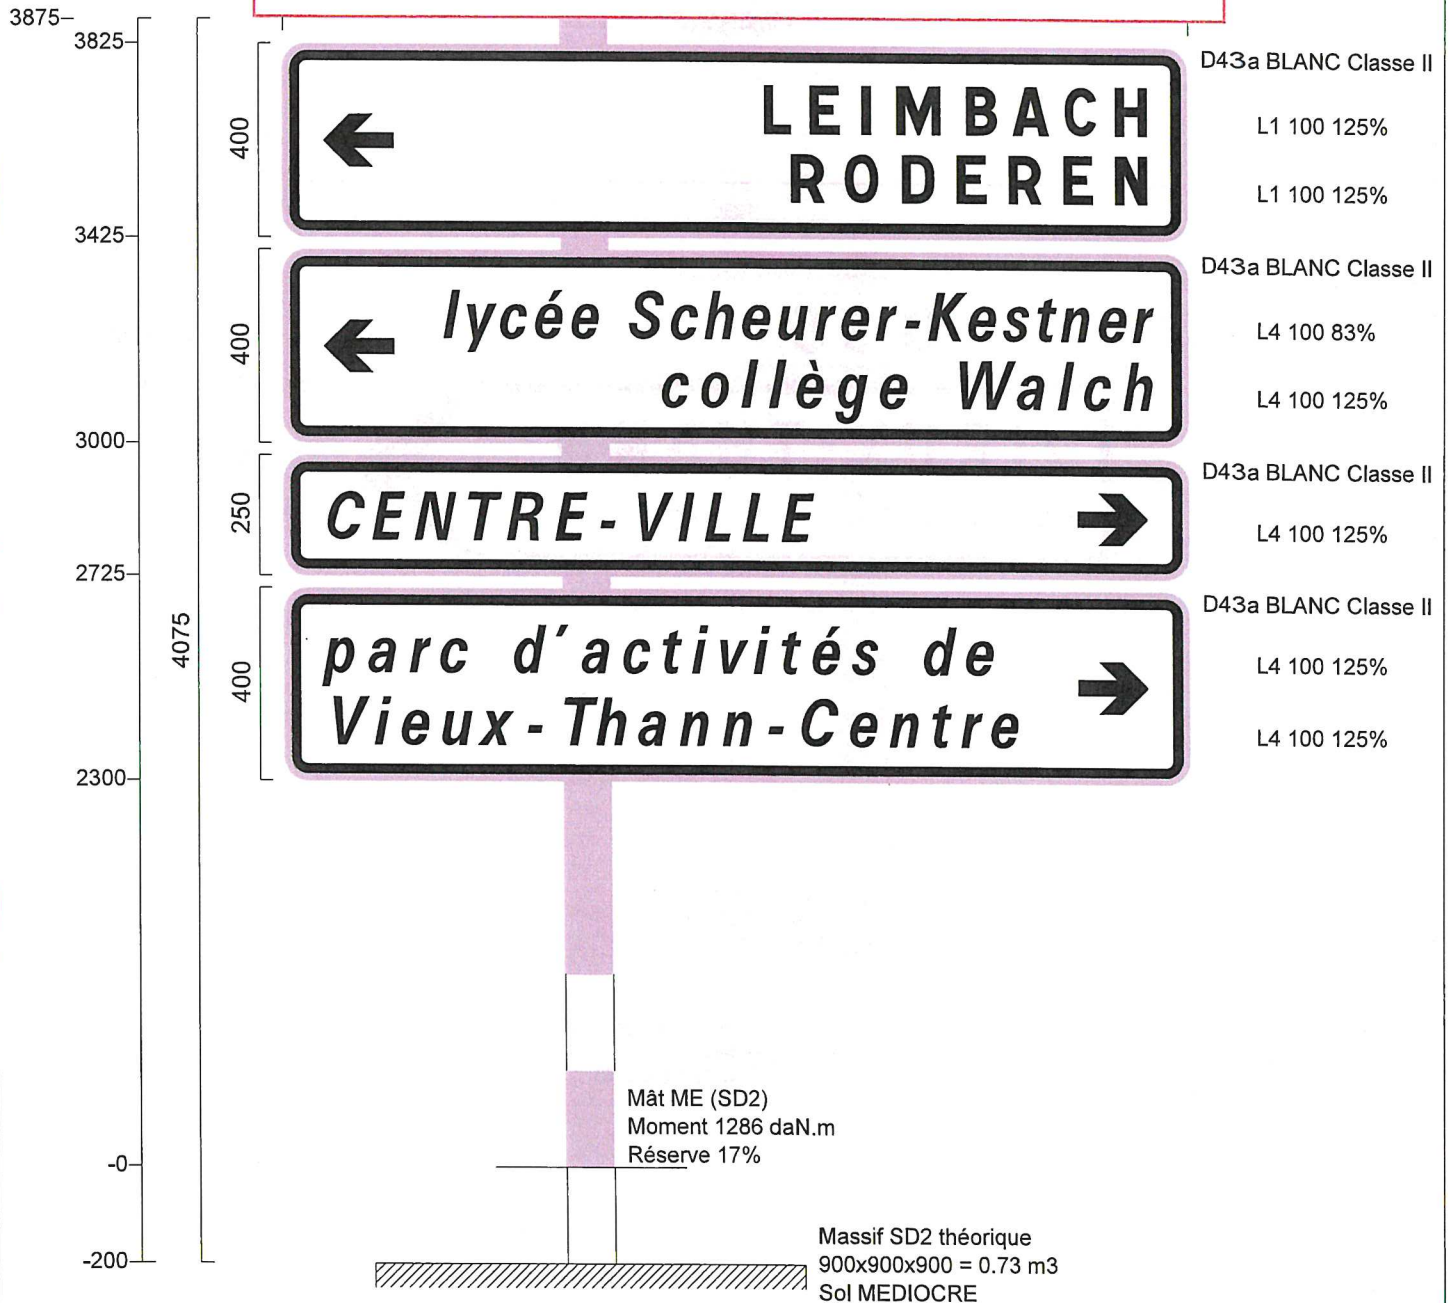 3875
3825
D43a BLANC Classe II
400
LEIMBACH
L1 100 125%
RODEREN
L1 100 125%
3425
D43a BLANC Classe II
400
lycée Scheurer-Kestner
L4 100 83%
collège Walch
L4 100 125%
3000
D43a BLANC Classe II
250
CENTRE-VILLE
L4 100 125%
2725
D43a BLANC Classe II
4075
400
parc d'activités de
L4 100 125%
Vieux-Thann-Centre
L4 100 125%
2300
Mât ME (SD2)
Moment 1286 daN.m
Réserve 17%
-0
Massif SD2 théorique
900x900x900 = 0.73 m3
Sol MEDIOCRE
-200